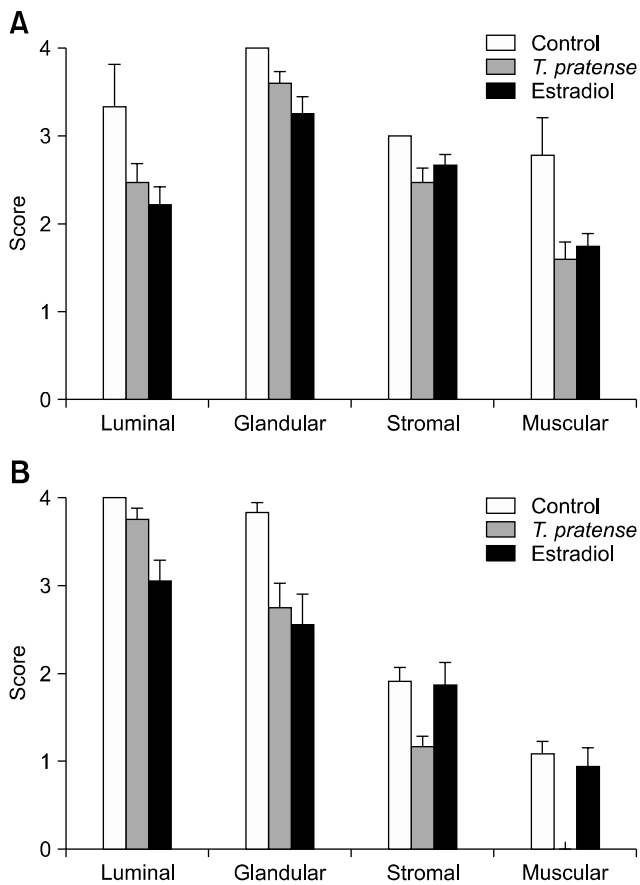 A
4
3
2
1
0
Score
Control
T. pratense
Estradiol
Luminal Glandular Stromal Muscular
B
4
3
2
1
0
Score
Control
T. pratense
Estradiol
Luminal Glandular Stromal Muscular